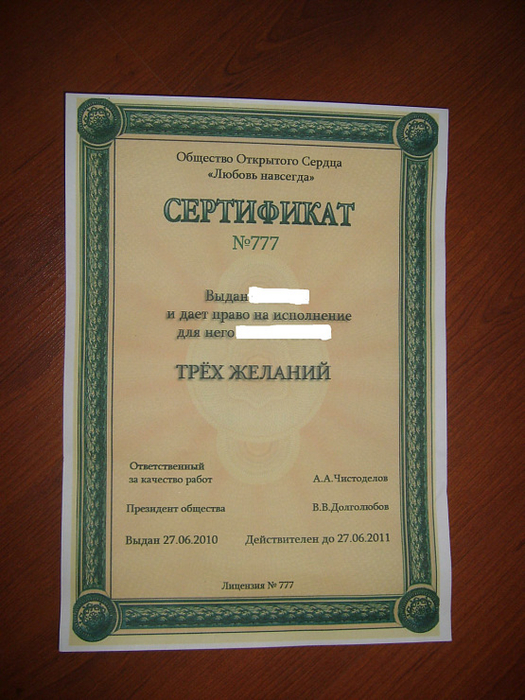 Общество Открытого Сердца
«Любовь навсегда»
СЕРТИФИКАТ
№777
Выдан
и дает право на исполнение
для него
ТРЁХ ЖЕЛАНИЙ
Ответственный
за качество работ А.А.Чистоделов
Президент общества В.В.Долголюбов
Выдан 27.06.2010 Действителен до 27.06.2011
Лицензия № 777